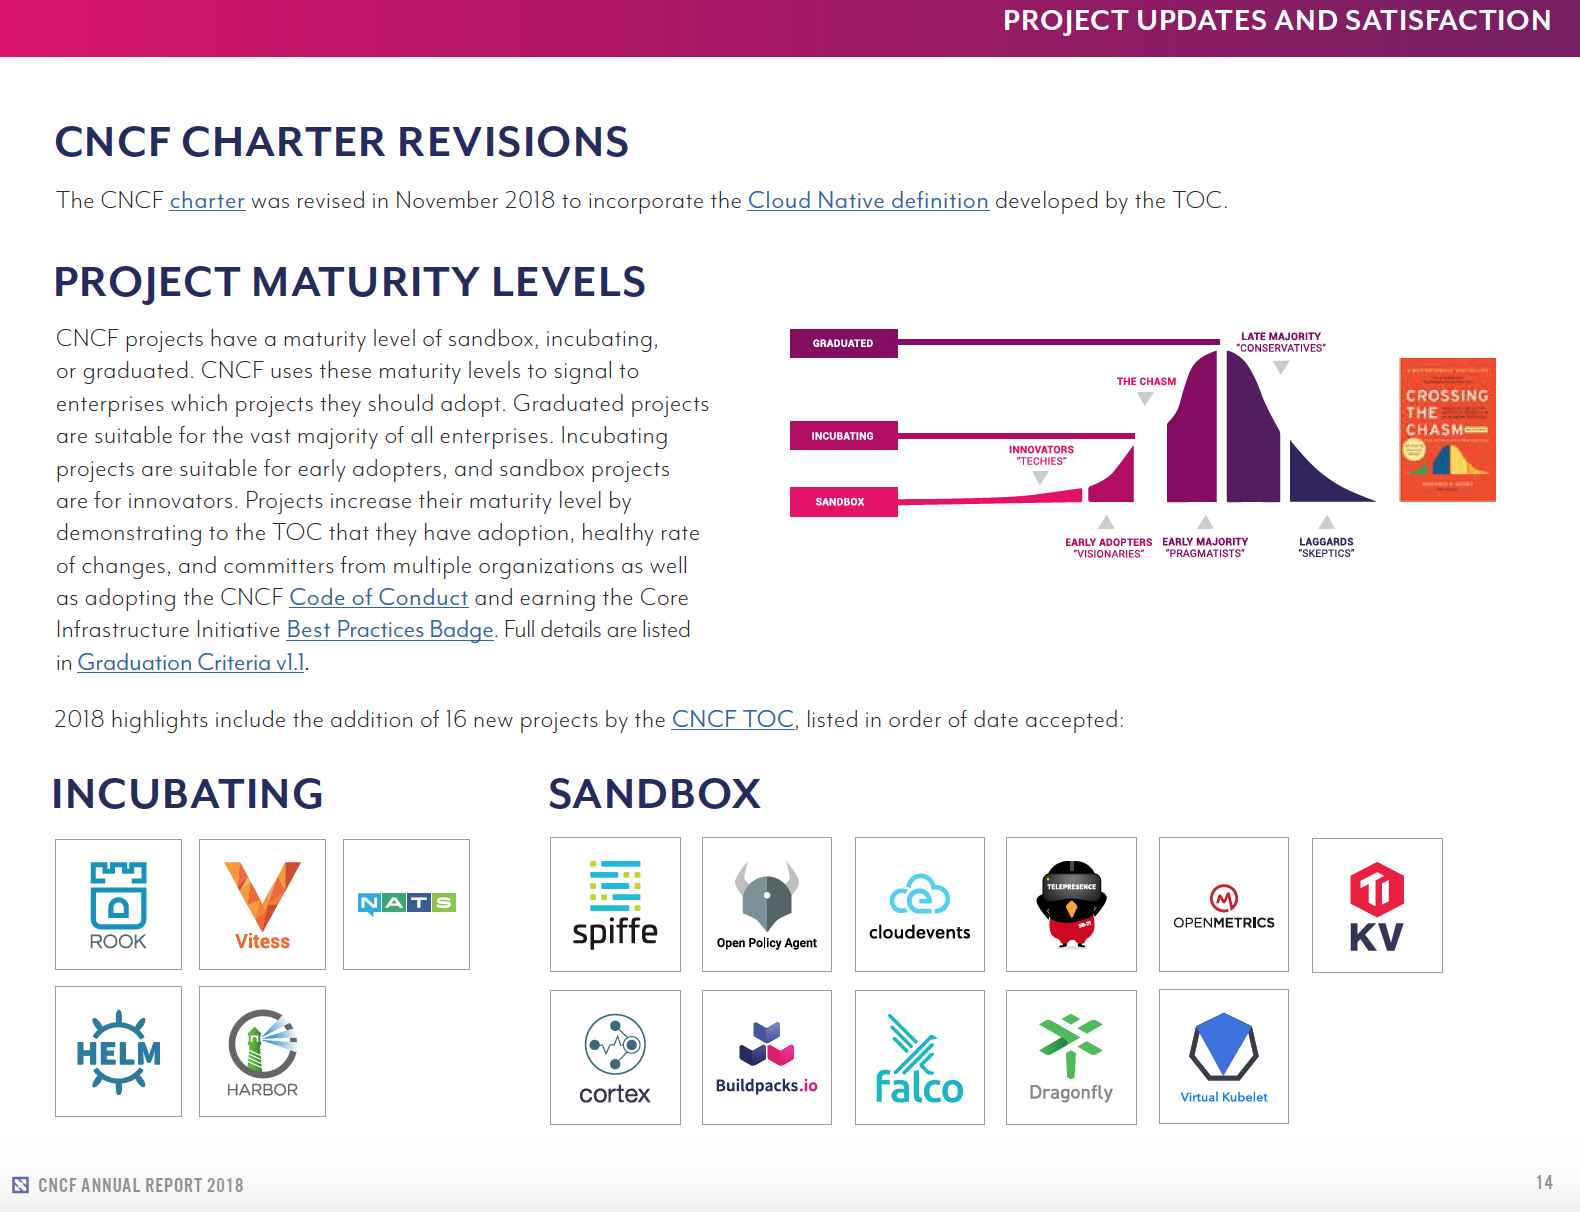 PROJECT UPDATES AND SATISFACTION
CNCF CHARTER REVISIONS
The CNCF charter was revised in November 2018 to incorporate the Cloud Native definition developed by the TOC.
PROJECT MATURITY LEVELS
CNCF projects have a maturity level of sandbox, incubating,
or graduated. CNCF uses these maturity levels to signal to
enterprises which projects they should adopt. Graduated projects
are suitable for the vast majority of all enterprises. Incubating
projects are suitable for early adopters, and sandbox projects
are for innovators. Projects increase their maturity level by
demonstrating to the TOC that they have adoption, healthy rate
of changes, and committers from multiple organizations as well
as adopting the CNCF Code of Conduct and earning the Core
Infrastructure Initiative Best Practices Badge. Full details are listed
in Graduation Criteria v1.1.
GRADUATED
INCUBATING
SANDBOX
INNOVATORS
"TECHIES"
THE CHASM
LATE MAJORITY
"CONSERVATIVES"
EARLY ADOPTERS
"VISIONARIES"
EARLY MAJORITY
"PRAGMATISTS"
LAGGARDS
"SKEPTICS"
CROSSING
THE
CHASM
2018 highlights include the addition of 16 new projects by the CNCF TOC, listed in order of date accepted:
INCUBATING
ROOK
Vitess
NATS
HELM
HARBOR
SANDBOX
spiffe
Open Policy Agent
cloudevents
TELEPRESENCE
OPENMETRICS
TI
KV
cortex
Buildpacks.io
falco
Dragonfly
Virtual Kubelet
CNCF ANNUAL REPORT 2018
14